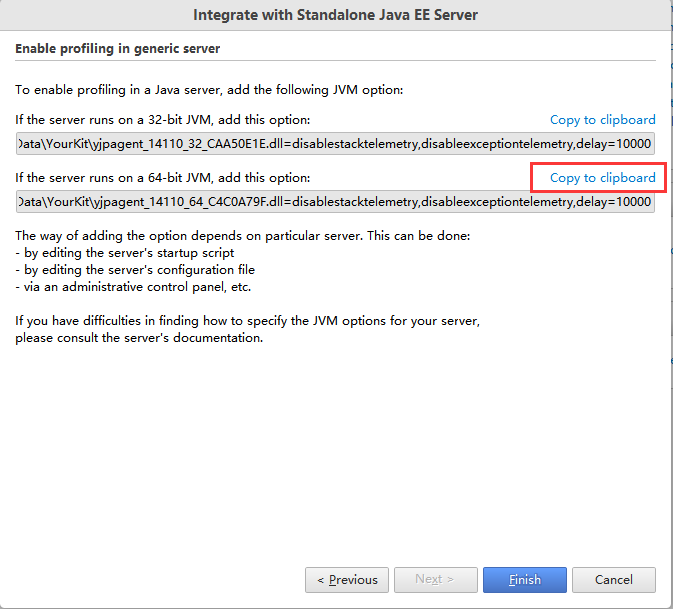 Integrate with Standalone Java EE Server
Enable profiling in generic server
To enable profiling in a Java server, add the following JVM option:
If the server runs on a 32-bit JVM, add this option:
Copy to clipboard
Data\YourKit\yjpagent_14110_32_CAA50E1E.dll=disablestacktelemetry,disableexceptiontelemetry,delay=10000
If the server runs on a 64-bit JVM, add this option:
Copy to clipboard
Data\YourKit\yjpagent_14110_64_C4C0A79F.dll=disablestacktelemetry,disableexceptiontelemetry,delay=10000
The way of adding the option depends on particular server. This can be done:
- by editing the server's startup script
- by editing the server's configuration file
- via an administrative control panel, etc.
If you have difficulties in finding how to specify the JVM options for your server,
please consult the server's documentation.
< Previous
Next >
Finish
Cancel